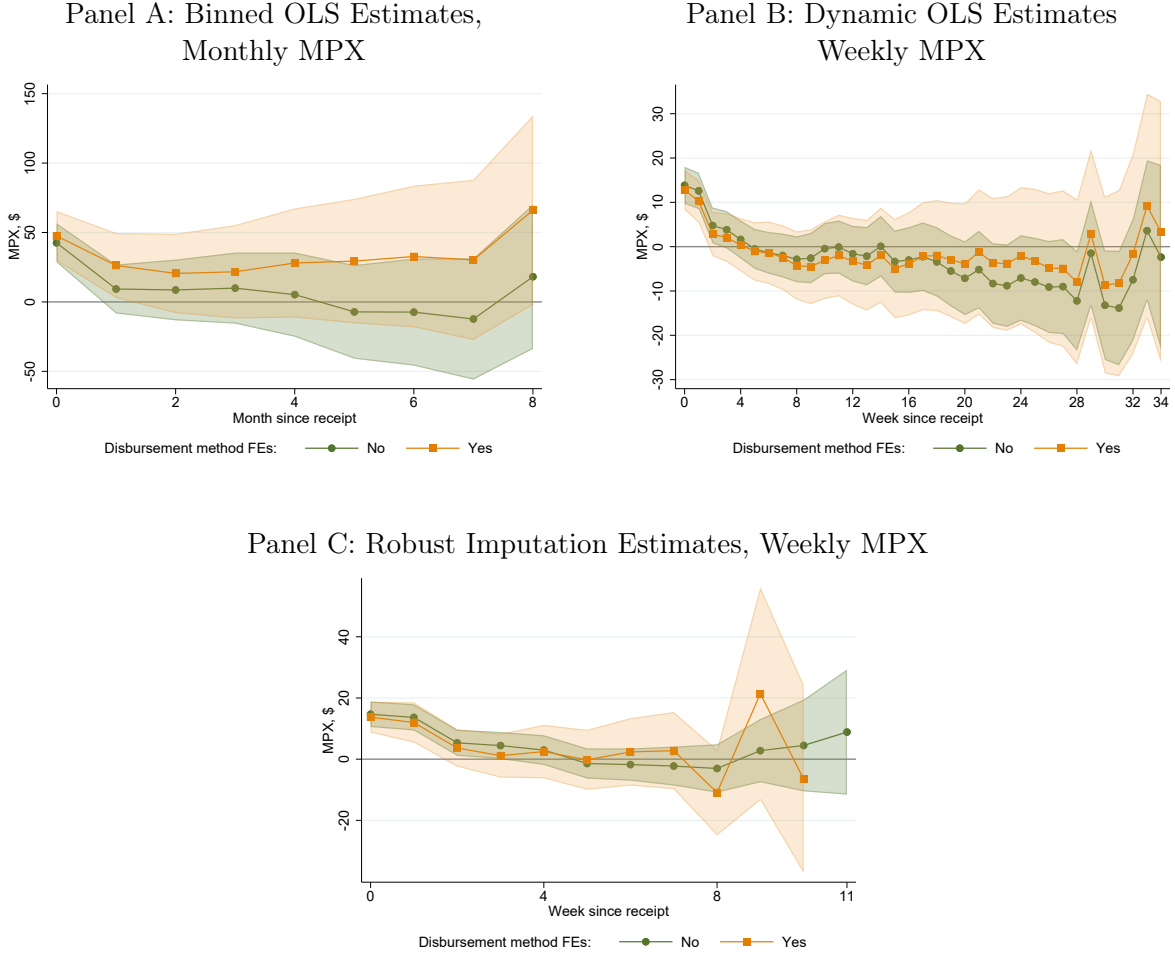 Panel A: Binned OLS Estimates,
Monthly MPX
MPX, $
150
100
50
0
-50
0 2 4 6 8
Month since receipt
Disbursement method FEs: No Yes
Panel B: Dynamic OLS Estimates
Weekly MPX
MPX, $
30
20
10
0
-10
-20
-30
0 4 8 12 16 20 24 28 32 34
Week since receipt
Disbursement method FEs: No Yes
Panel C: Robust Imputation Estimates, Weekly MPX
MPX, $
40
20
0
-20
0 4 8 11
Week since receipt
Disbursement method FEs: No Yes